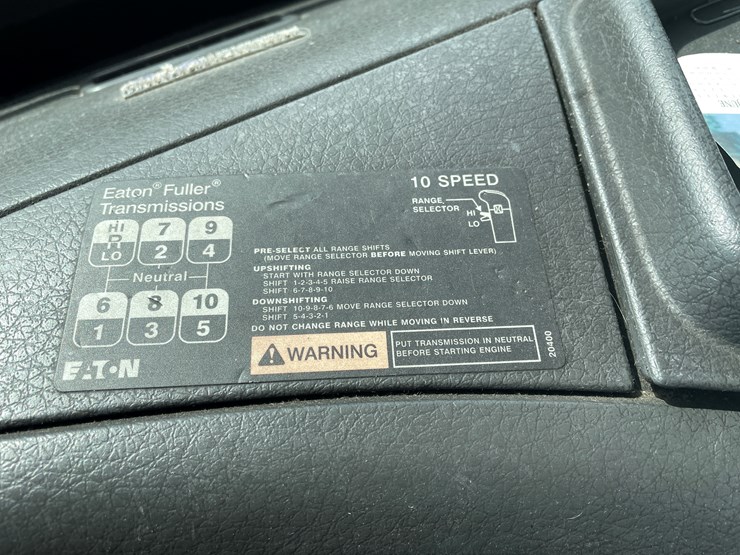 Eaton® Fuller®
Transmissions
10 SPEED
RANGE
SELECTOR
HI
LO
HI
R
LO
7
2
9
4
Neutral
6
1
8
3
10
5
PRE-SELECT ALL RANGE SHIFTS
(MOVE RANGE SELECTOR BEFORE MOVING SHIFT LEVER)
UPSHIFTING
START WITH RANGE SELECTOR DOWN
SHIFT 1-2-3-4-5 RAISE RANGE SELECTOR
SHIFT 6-7-8-9-10
DOWNSHIFTING
SHIFT 10-9-8-7-6 MOVE RANGE SELECTOR DOWN
SHIFT 5-4-3-2-1
DO NOT CHANGE RANGE WHILE MOVING IN REVERSE
WARNING
PUT TRANSMISSION IN NEUTRAL
BEFORE STARTING ENGINE
20400
EATON